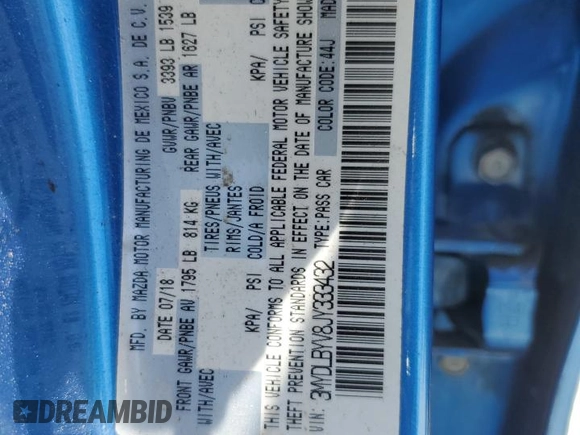 MFD. BY MAZDA MOTOR MANUFACTURING DE MEXICO S.A. DE C.V.
DATE 07/18 GVWR/PNBV 3393 LB 1539
FRONT GAWR/PNBE AV 1795 LB 814 KG REAR GAWR/PNBE AR 1627 LB
WITH/AVEC TIRES/PNEUS WITH/AVEC
RIMS/JANTES
KPA/ PSI COLD/A FROID KPA/ PSI
THIS VEHICLE CONFORMS TO ALL APPLICABLE FEDERAL MOTOR VEHICLE SAFETY
THEFT PREVENTION STANDARDS IN EFFECT ON THE DATE OF MANUFACTURE SHOW
VIN: 3MYDLBYV8JY333432 TYPE:PASS CAR COLOR CODE:44J MAD
AUTOHELPERBOT.COM